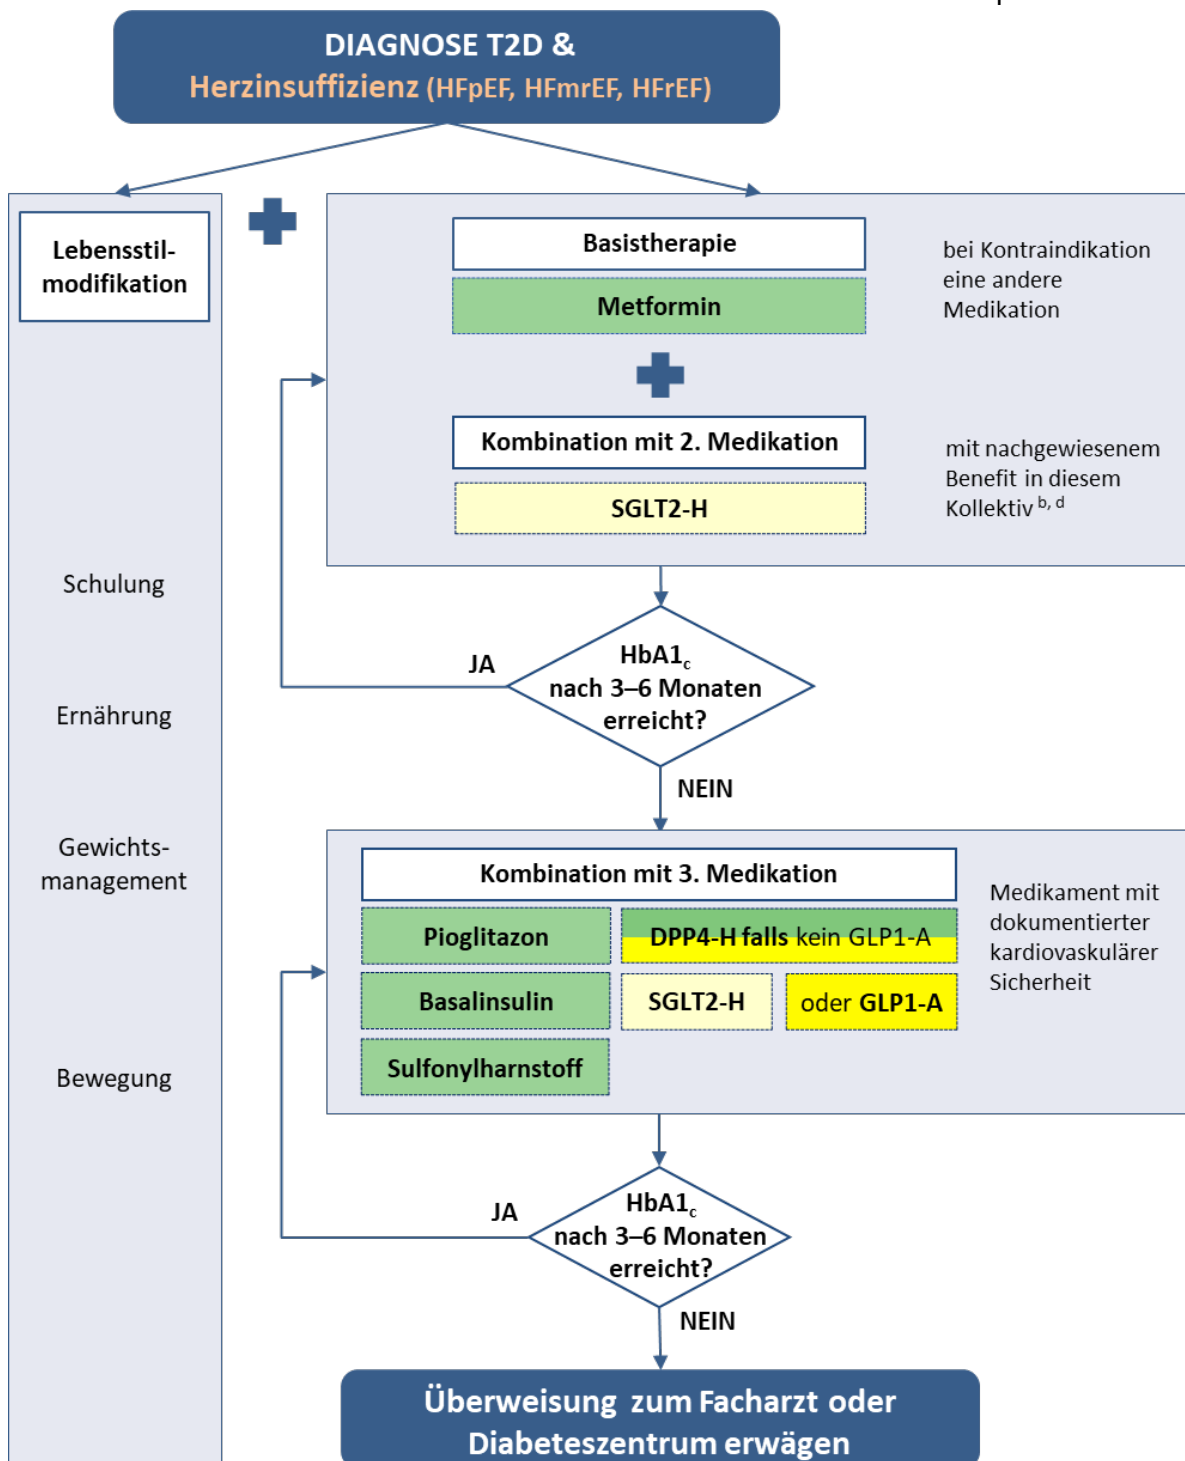 DIAGNOSE T2D &
Herzinsuffizienz (HFpEF, HFmrEF, HFrEF)
Lebensstil-
modifikation
Schulung
Ernährung
Gewichts-
management
Bewegung
Basistherapie
Metformin
bei Kontraindikation
eine andere
Medikation
Kombination mit 2. Medikation
SGLT2-H
mit nachgewiesenem
Benefit in diesem
Kollektiv b, d
HbA1c
nach 3–6 Monaten
erreicht?
JA
NEIN
Kombination mit 3. Medikation
Pioglitazon
DPP4-H falls kein GLP1-A
Basalinsulin
SGLT2-H
oder GLP1-A
Sulfonylharnstoff
Medikament mit
dokumentierter
kardiovaskulärer
Sicherheit
HbA1c
nach 3–6 Monaten
erreicht?
JA
NEIN
Überweisung zum Facharzt oder
Diabeteszentrum erwägen